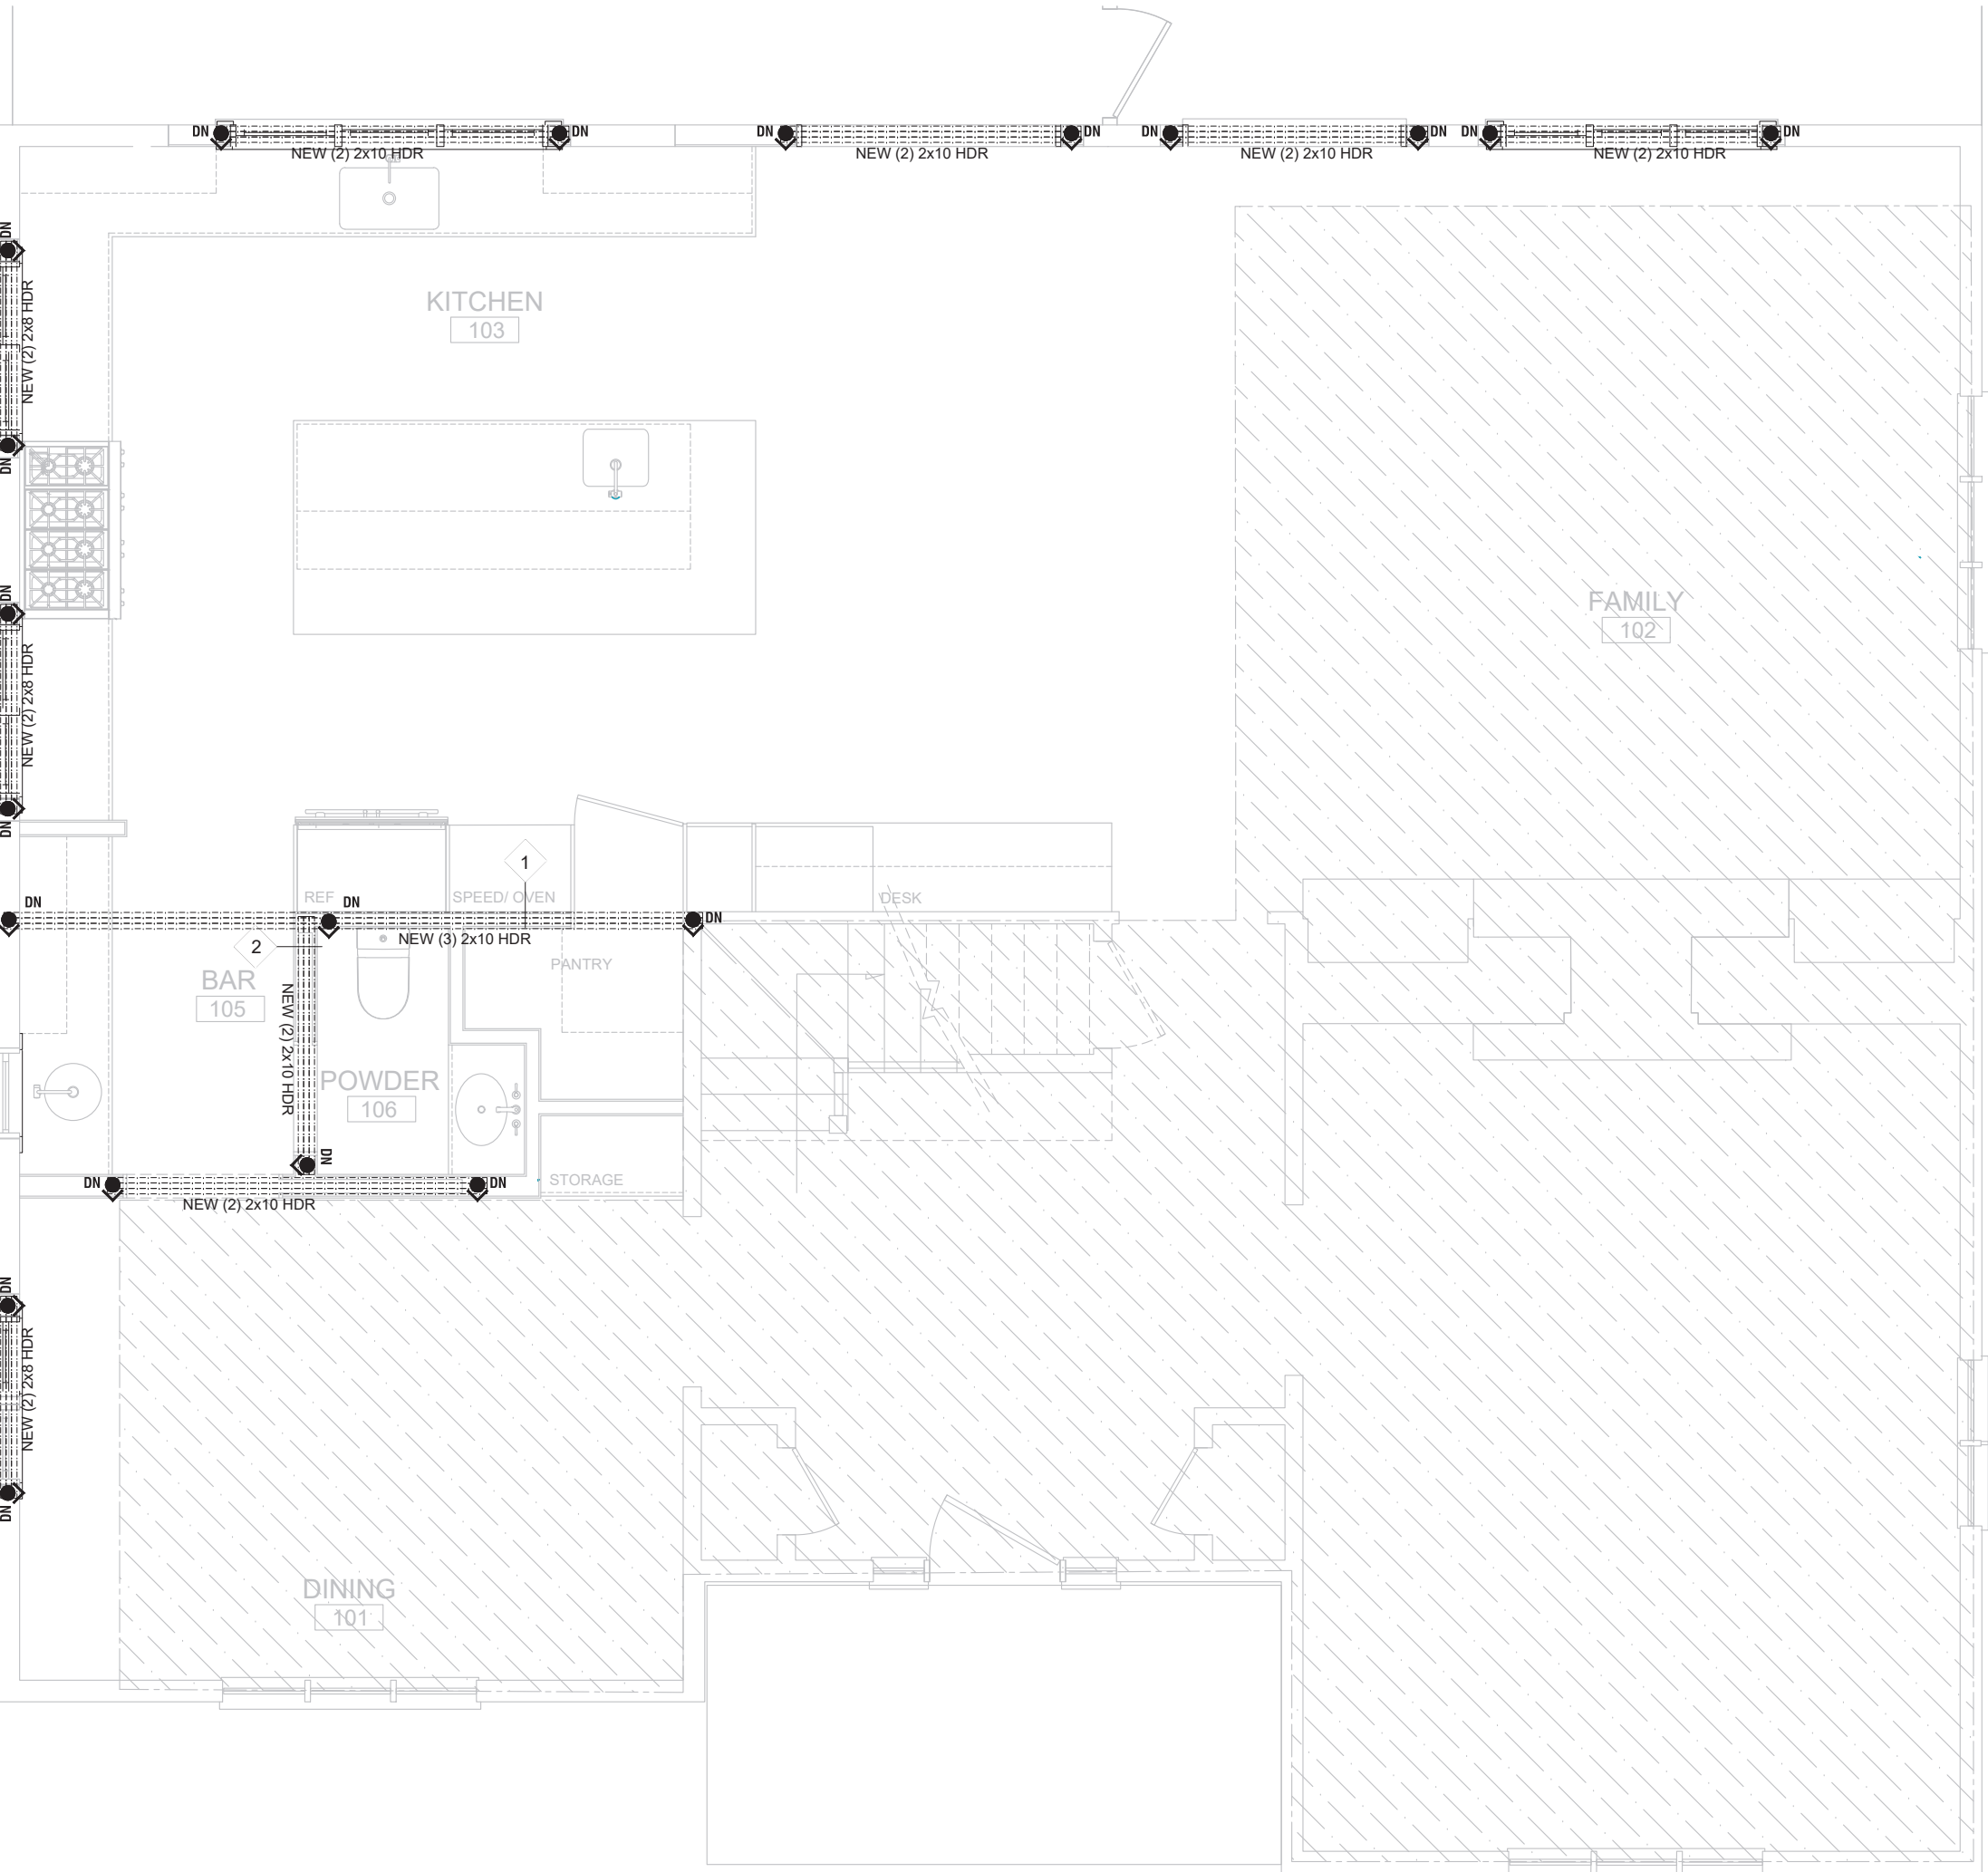 DN
DN
DN
DN
DN
DN
DN
DN
NEW (2) 2x10 HDR
NEW (2) 2x10 HDR
NEW (2) 2x10 HDR
NEW (2) 2x10 HDR
DN
NEW (2) 2x8 HDR
KITCHEN
103
DN
DN
FAMILY
102
NEW (2) 2x8 HDR
DN
1
REF
SPEED/ OVEN
DESK
DN
DN
DN
NEW (3) 2x10 HDR
2
PANTRY
BAR
105
NEW (2) 2x10 HDR
POWDER
106
DN
STORAGE
DN
DN
NEW (2) 2x10 HDR
DN
NEW (2) 2x8 HDR
DN
DINING
101